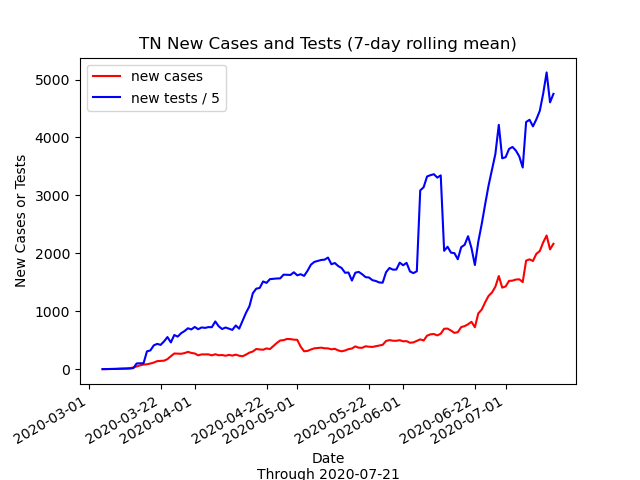 TN New Cases and Tests (7-day rolling mean)
new cases
new tests / 5
5000
4000
3000
2000
1000
0
New Cases or Tests
2020-03-01
2020-03-22
2020-04-01
2020-04-22
2020-05-01
2020-05-22
2020-06-01
2020-06-22
2020-07-01
Date
Through 2020-07-21